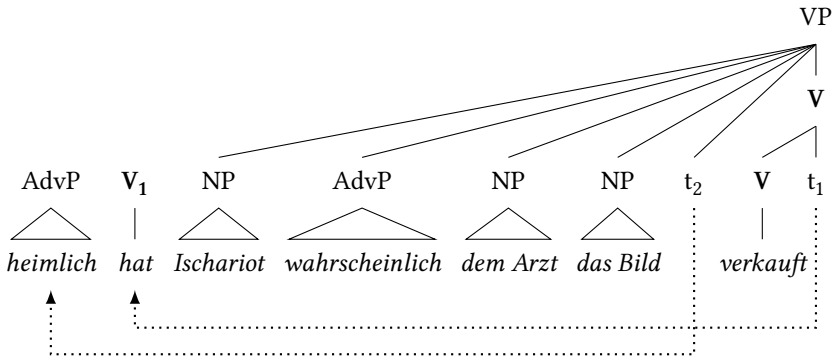 VP
V
AdvP V₁ NP AdvP NP NP t₂ V t₁
heimlich hat Ischariot wahrscheinlich dem Arzt das Bild verkauft